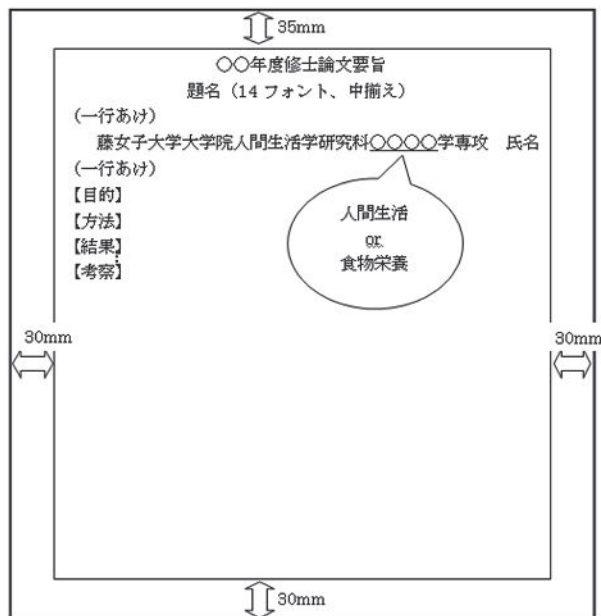 35mm
○○年度修士論文要旨
題名（14 フォント、中揃え）
（一行あけ）
藤女子大学大学院人間生活学研究科○○○○学専攻　氏名
（一行あけ）
【目的】
【方法】
【結果】
【考察】
人間生活
or
食物栄養
30mm
30mm
30mm